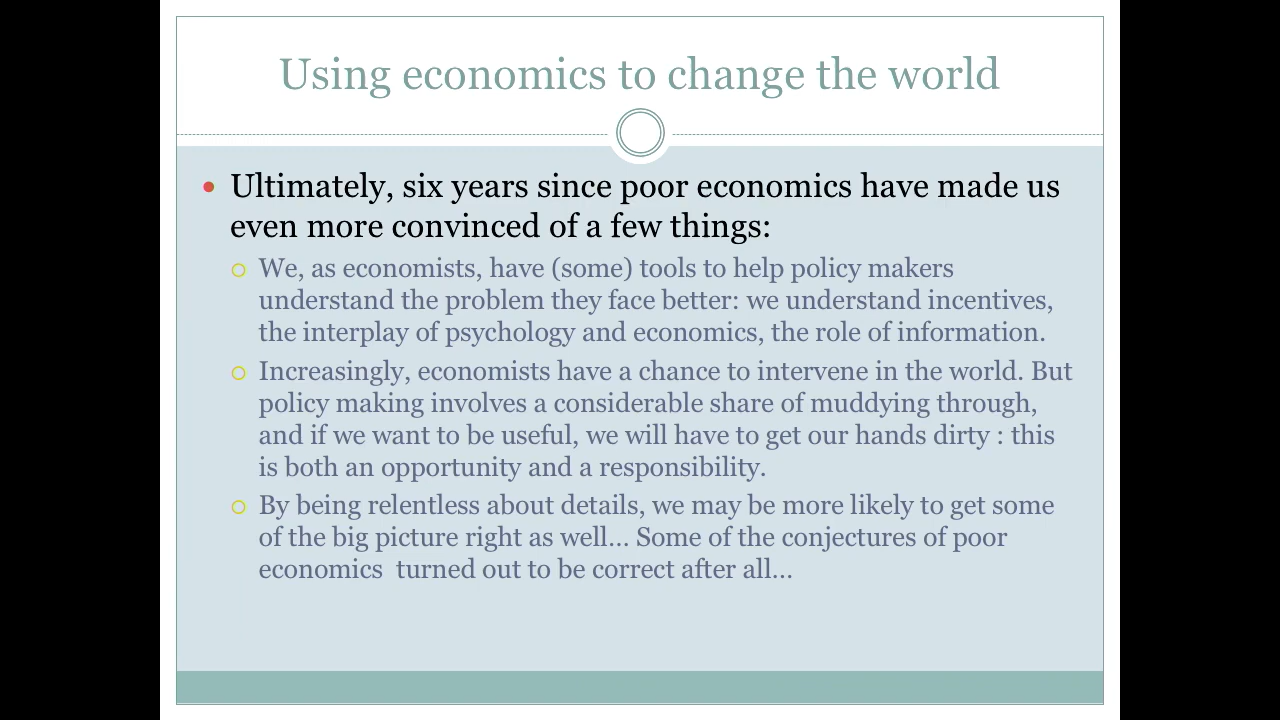 Using economics to change the world
Ultimately, six years since poor economics have made us
even more convinced of a few things:
We, as economists, have (some) tools to help policy makers
understand the problem they face better: we understand incentives,
the interplay of psychology and economics, the role of information.
Increasingly, economists have a chance to intervene in the world. But
policy making involves a considerable share of muddying through,
and if we want to be useful, we will have to get our hands dirty : this
is both an opportunity and a responsibility.
By being relentless about details, we may be more likely to get some
of the big picture right as well... Some of the conjectures of poor
economics  turned out to be correct after all...